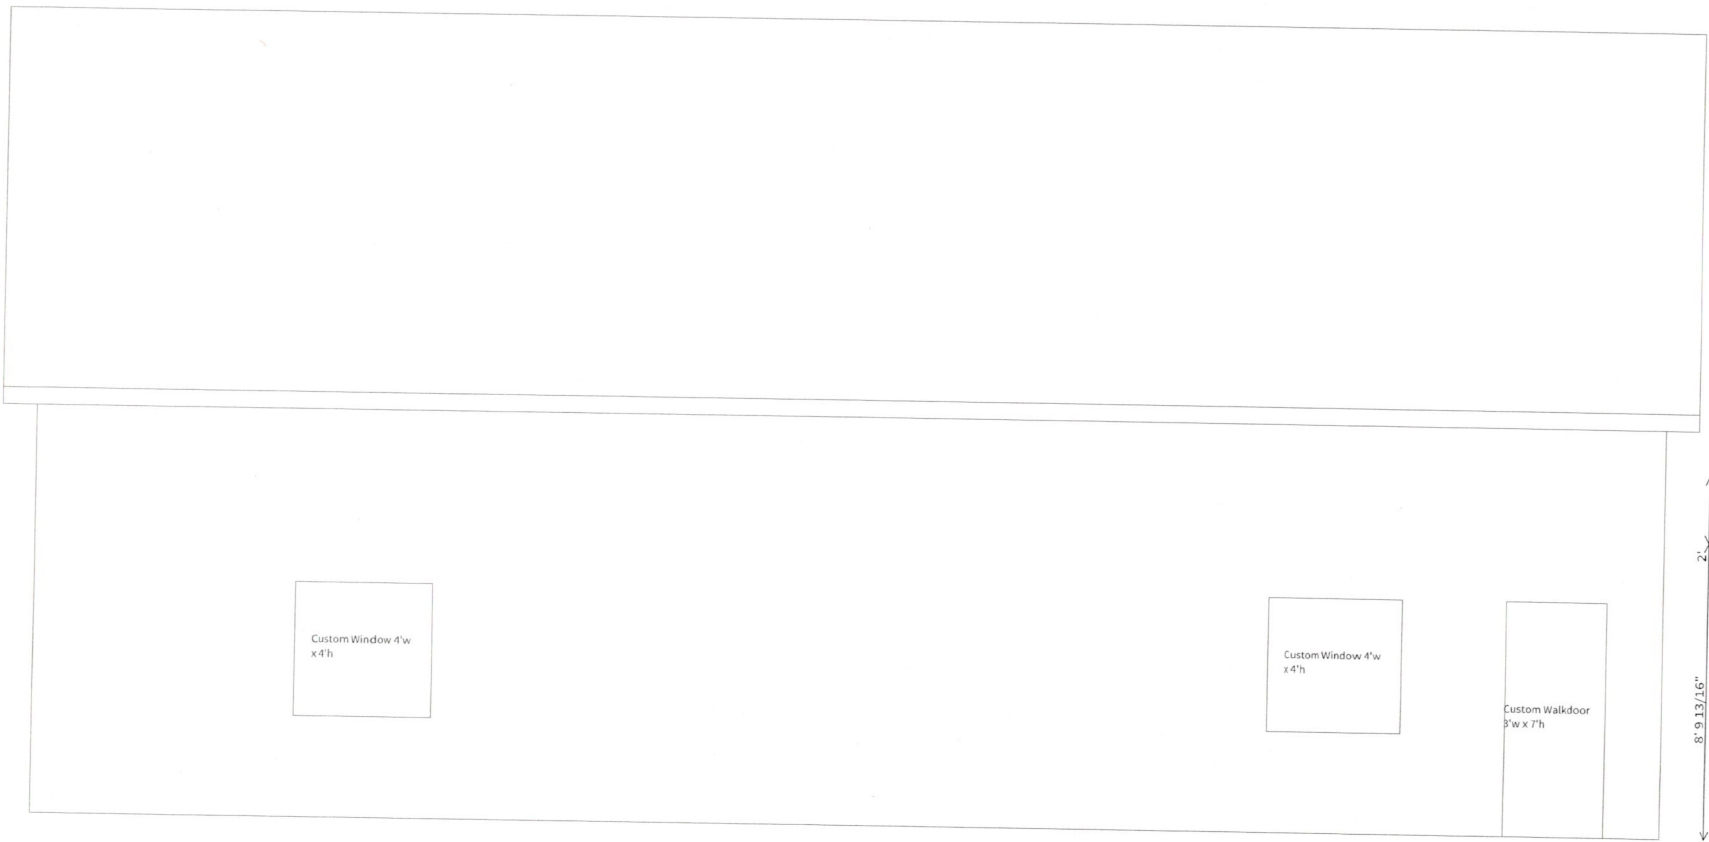 Custom Window 4'w
x 4'h
Custom Window 4'w
x 4'h
Custom Walkdoor
3'w x 7'h
2'
8' 9 13/16"